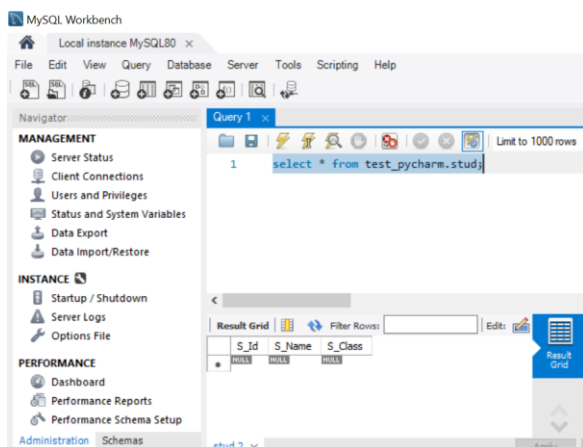 MySQL Workbench
Local instance MySQL80 ×
File Edit View Query Database Server Tools Scripting Help
Navigator
Query 1 ×
MANAGEMENT
Server Status
Client Connections
Users and Privileges
Status and System Variables
Data Export
Data Import/Restore
INSTANCE
Startup / Shutdown
Server Logs
Options File
PERFORMANCE
Dashboard
Performance Reports
Performance Schema Setup
Administration Schemas
Limit to 1000 rows
1 select * from test_pycharm.stud;
Result Grid Filter Rows: Edit:
S_Id S_Name S_Class
NULL NULL NULL
Result
Grid
stud 2 ×
Apply